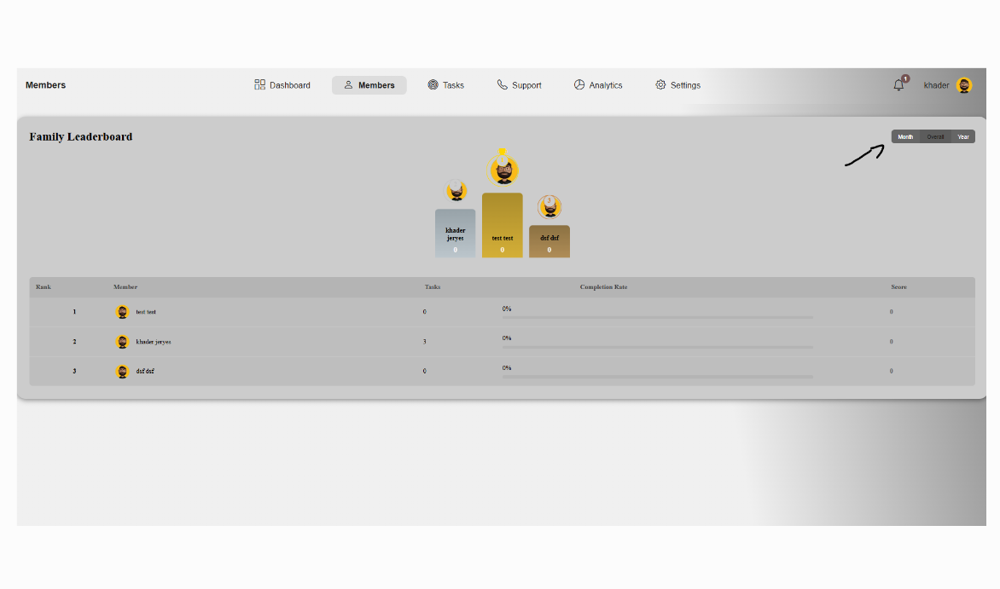 Members Dashboard Members Tasks Support Analytics Settings 1 khader
Family Leaderboard Month Overall Year
khader
jeryes
0
test test
0
3
dsf dsf
0
Rank Member Tasks Completion Rate Score
1 test test 0 0% 0
2 khader jeryes 3 0% 0
3 dsf dsf 0 0% 0